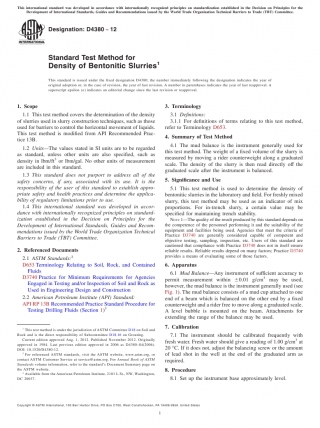 This international standard was developed in accordance with internationally recognized principles on standardization established in the Decision on Principles for the
Development of International Standards, Guides and Recommendations issued by the World Trade Organization Technical Barriers to Trade (TBT) Committee.
Designation: D4380 − 12
INTERNATIONAL
Standard Test Method for
Density of Bentonitic Slurries1
This standard is issued under the fixed designation D4380; the number immediately following the designation indicates the year of
original adoption or, in the case of revision, the year of last revision. A number in parentheses indicates the year of last reapproval. A
superscript epsilon (ε) indicates an editorial change since the last revision or reapproval.
1. Scope
1.1 This test method covers the determination of the density
of slurries used in slurry construction techniques, such as those
used for barriers to control the horizontal movement of liquids.
This test method is modified from API Recommended Prac-
tice 13B.
1.2 Units—The values stated in SI units are to be regarded
as standard, unless other units are also specified, such as
density in lbm/ft3 or lbm/gal. No other units of measurement
are included in this standard.
1.3 This standard does not purport to address all of the
safety concerns, if any, associated with its use. It is the
responsibility of the user of this standard to establish appro-
priate safety and health practices and determine the applica-
bility of regulatory limitations prior to use.
1.4 This international standard was developed in accor-
dance with internationally recognized principles on standard-
ization established in the Decision on Principles for the
Development of International Standards, Guides and Recom-
mendations issued by the World Trade Organization Technical
Barriers to Trade (TBT) Committee.
2. Referenced Documents
2.1 ASTM Standards:2
D653 Terminology Relating to Soil, Rock, and Contained
Fluids
D3740 Practice for Minimum Requirements for Agencies
Engaged in Testing and/or Inspection of Soil and Rock as
Used in Engineering Design and Construction
2.2 American Petroleum Institute (API) Standard:
API RP 13B Recommended Practice Standard Procedure for
Testing Drilling Fluids (Section 1)3
1 This test method is under the jurisdiction of ASTM Committee D18 on Soil and
Rock and is the direct responsibility of Subcommittee D18.
Current edition approved Aug. 1, 2012. Published November 2012. Originally
approved in 1984. Last previous edition approved in 2006 as
2 For referenced ASTM standards, visit the ASTM website, www.astm.org, or
contact ASTM Customer Service at service@astm.org. For Annual Book of ASTM
Standards volume information, refer to the standard's Document Summary page on
the ASTM website.
3 Available from the American Petroleum Institute, 1220 L St., NW, Washington,
DC 20037.
3. Terminology
3.1 Definitions:
3.1.1 For definitions of terms relating to this test method,
refer to Terminology D653.
4. Summary of Test Method
4.1 The mud balance is the instrument generally used for
this test method. The weight of a fixed volume of the slurry is
measured by moving a rider counterweight along a graduated
scale. The density of the slurry is then read directly off the
graduated scale after the instrument is balanced.
5. Significance and Use
5.1 This test method is used to determine the density of
bentonitic slurries in the laboratory and field. For freshly mixed
slurry, this test method may be used as an indicator of mix
proportions. For in-trench slurry, a certain value may be
specified for maintaining trench stability.
NOTE 1—The quality of the result produced by this standard depends on
the competence of the personnel performing it and the suitability of the
equipment and facilities being used. Agencies that meet the criteria of
Practice D3740 are generally considered capable of competent and
objective testing, sampling, inspection, etc. Users of this standard are
cautioned that compliance with Practice D3740 does not in itself ensure
reliable results. Reliable results depend on many factors; Practice D3740
provides a means of evaluating some of those factors.
6. Apparatus
6.1 Mud Balance—Any instrument of sufficient accuracy to
permit measurement within ±0.01 g/cm3 may be used;
however, the mud balance is the instrument generally used (see
Fig. 1). The mud balance consists of a mud cup attached to one
end of a beam which is balanced on the other end by a fixed
counterweight and a rider free to move along a graduated scale.
A level bubble is mounted on the beam. Attachments for
extending the range of the balance may be used.
7. Calibration
7.1 The instrument should be calibrated frequently with
fresh water. Fresh water should give a reading of 1.00 g/cm3 at
20 °C. If it does not, adjust the balancing screw or the amount
of lead shot in the well at the end of the graduated arm as
required.
8. Procedure
8.1 Set up the instrument base approximately level.
Copyright © ASTM International, 100 Barr Harbor Drive, PO Box C700, West Conshohocken, PA 19428-2959. United States
1